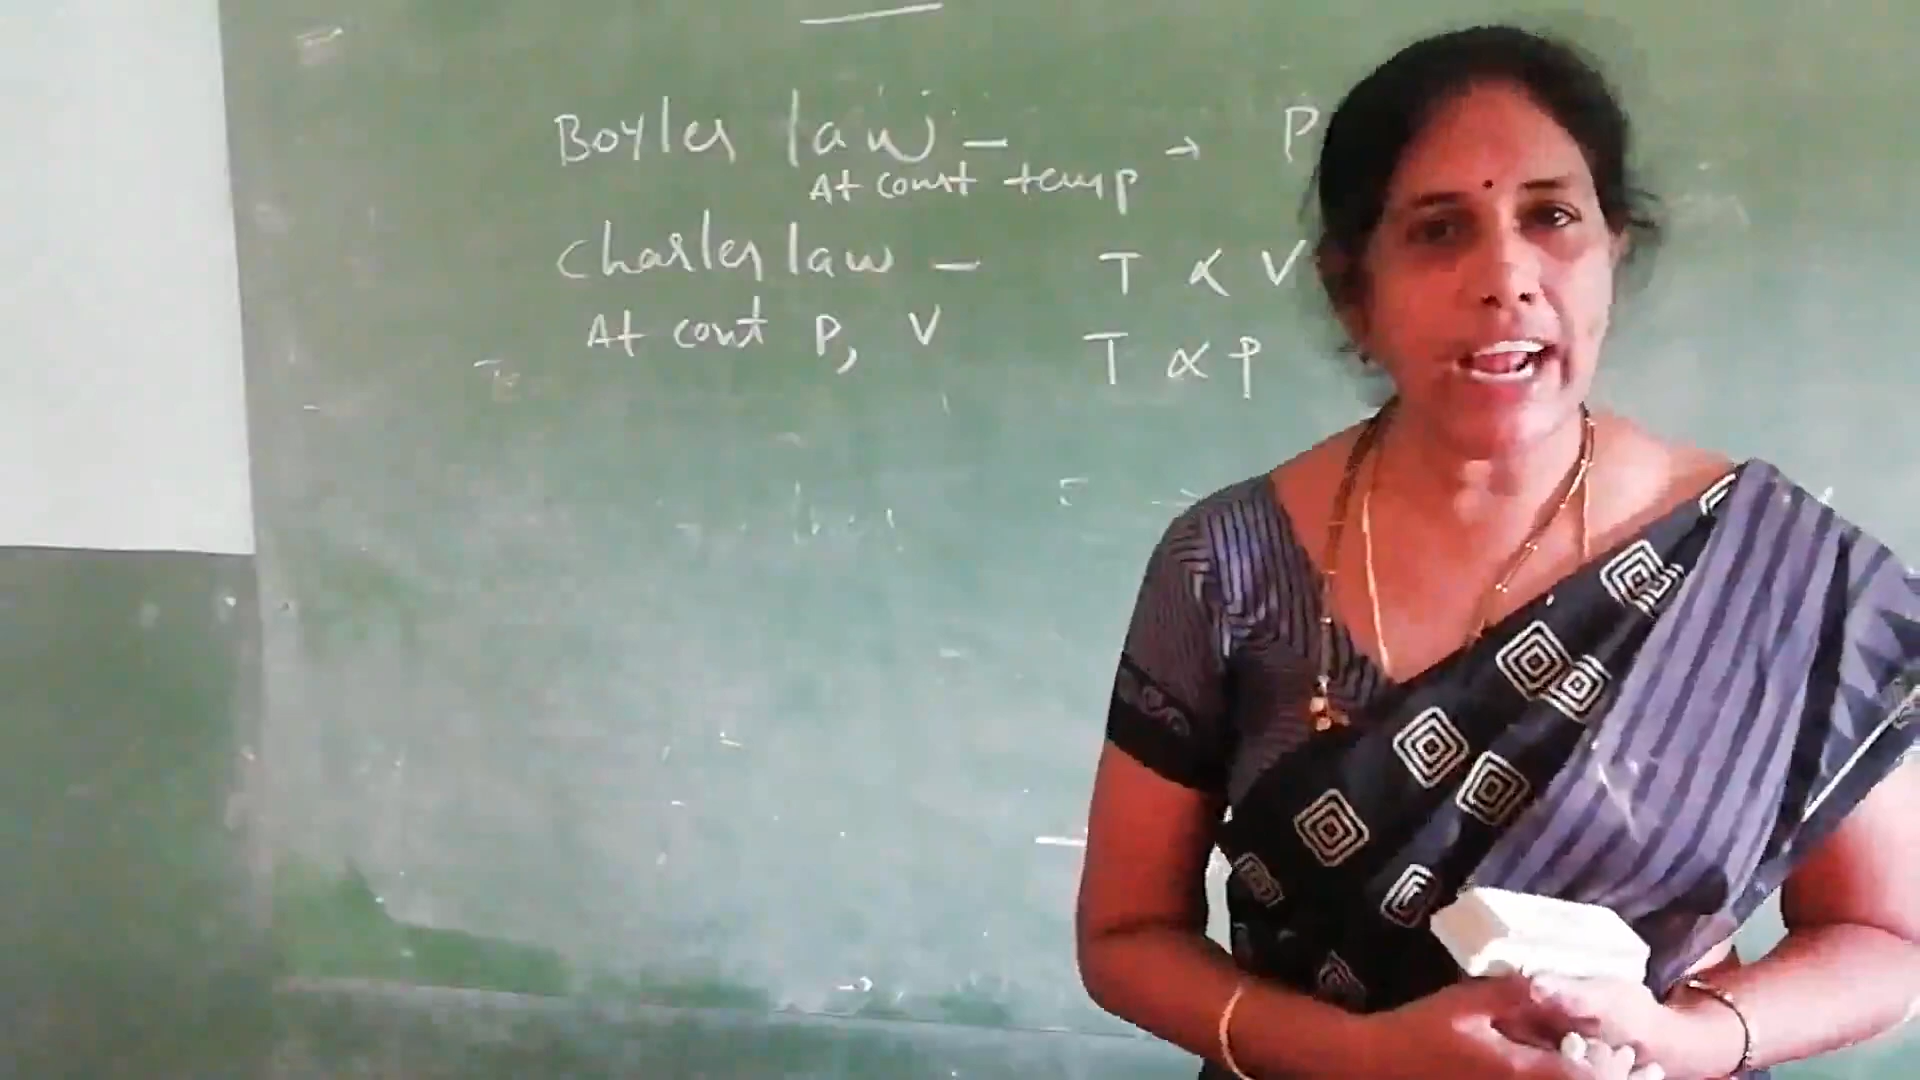 Boyles law - → P
At const temp
Charles law - T ∝ V
At const P, V T ∝ P